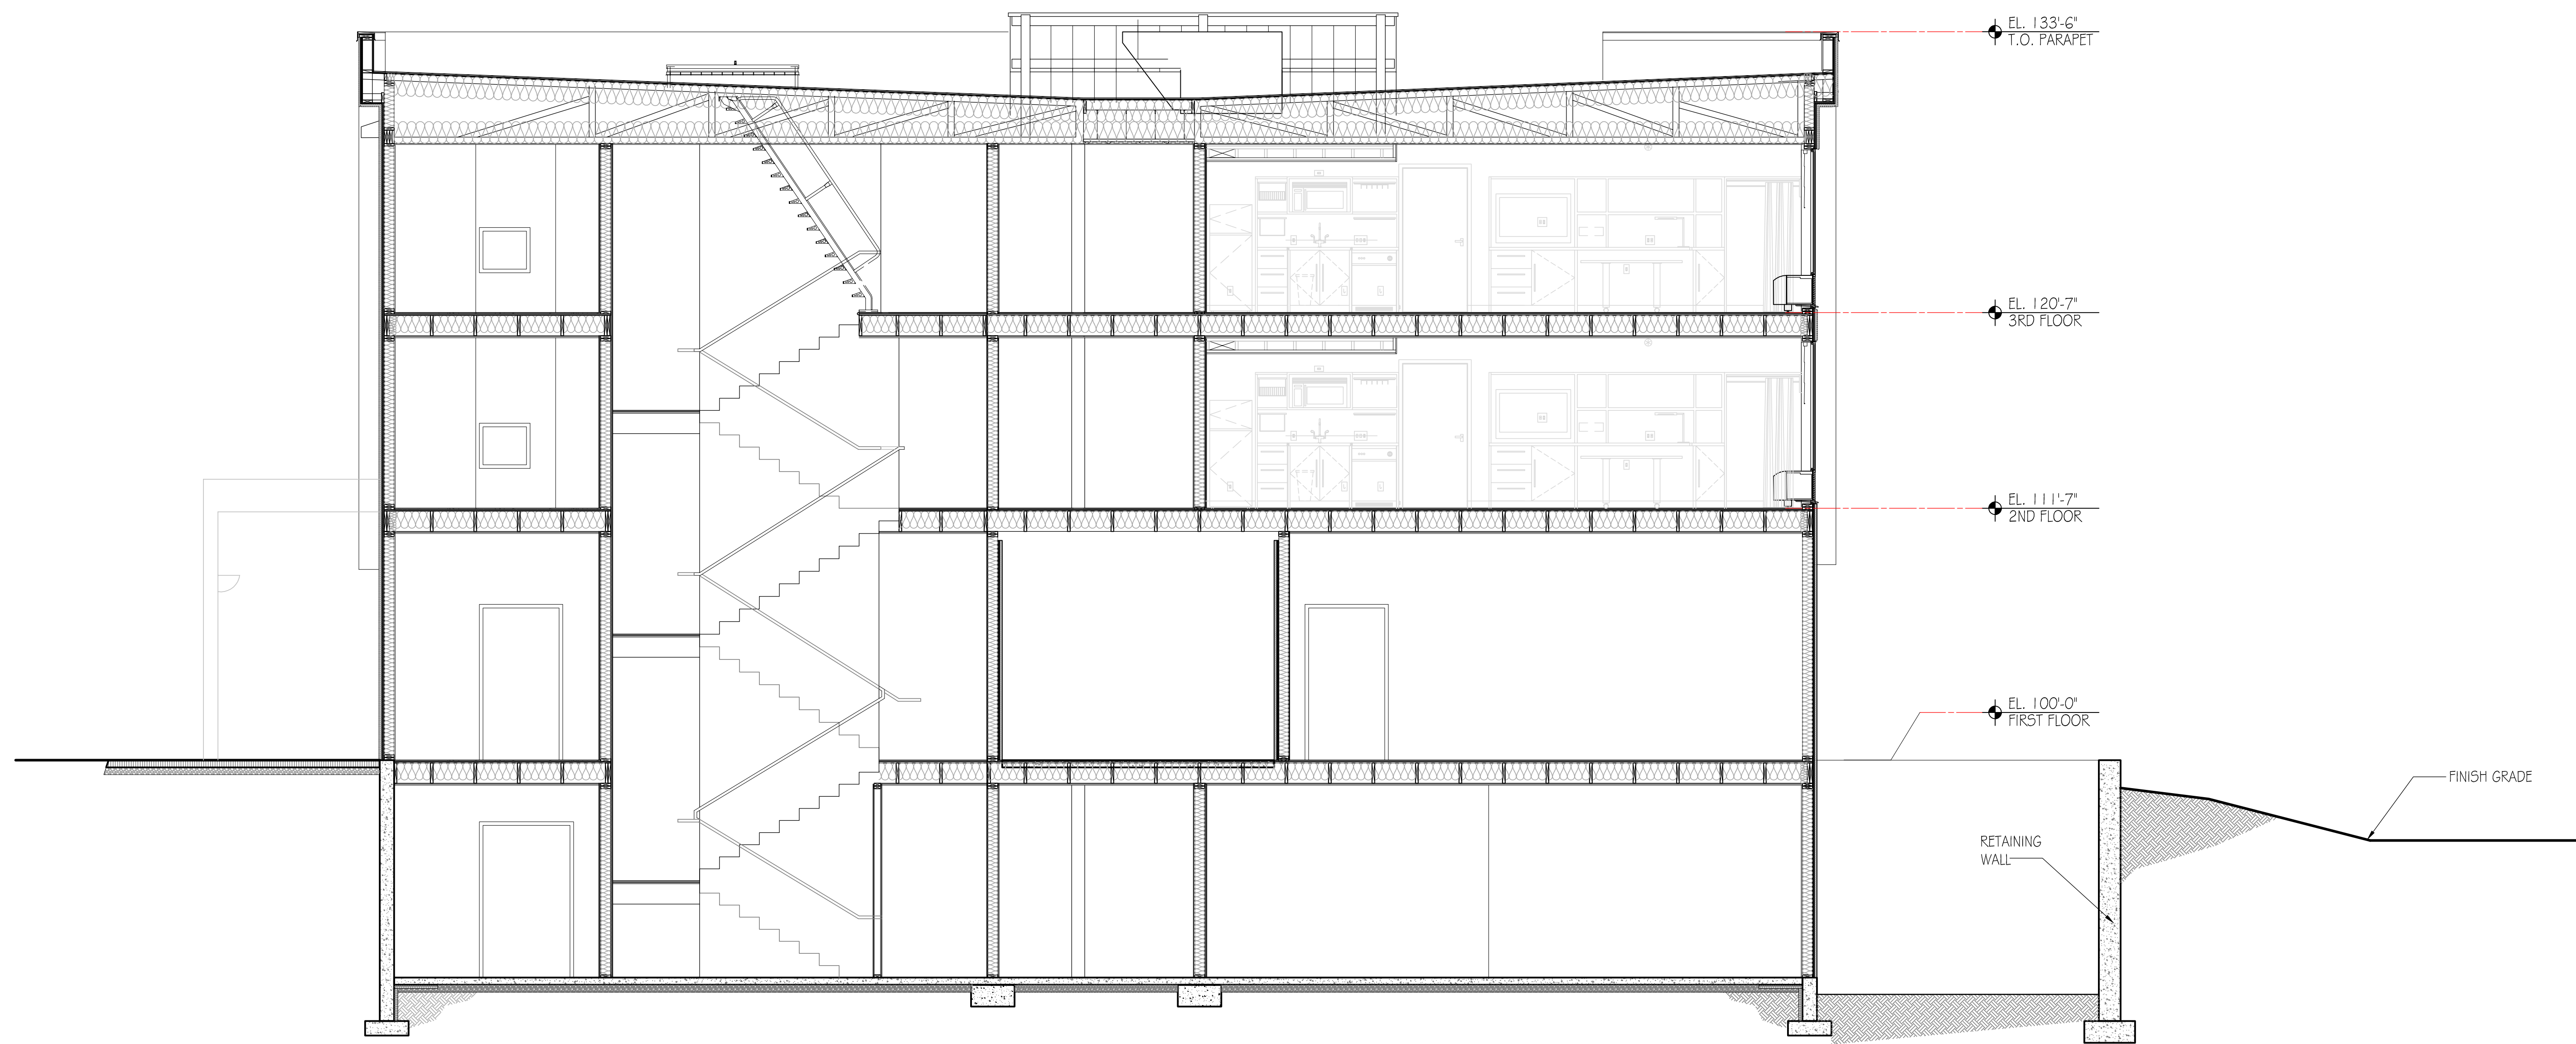 EL. 133'-6"
T.O. PARAPET
EL. 120'-7"
3RD FLOOR
EL. 111'-7"
2ND FLOOR
EL. 100'-0"
FIRST FLOOR
FINISH GRADE
RETAINING
WALL